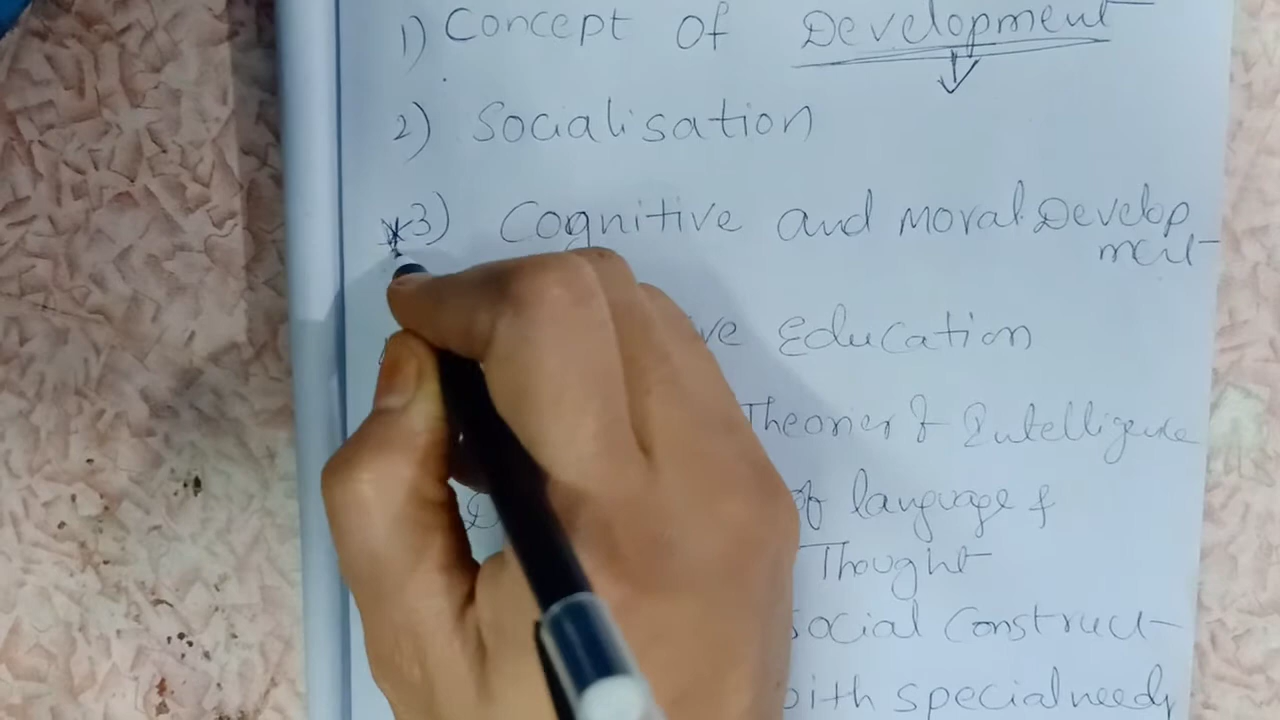 1) Concept of Development
2) Socialisation
*3) Cognitive and moral Develop
ment
ve Education
Theories & Intelligence
of language &
Thought
social Construct
with special needs